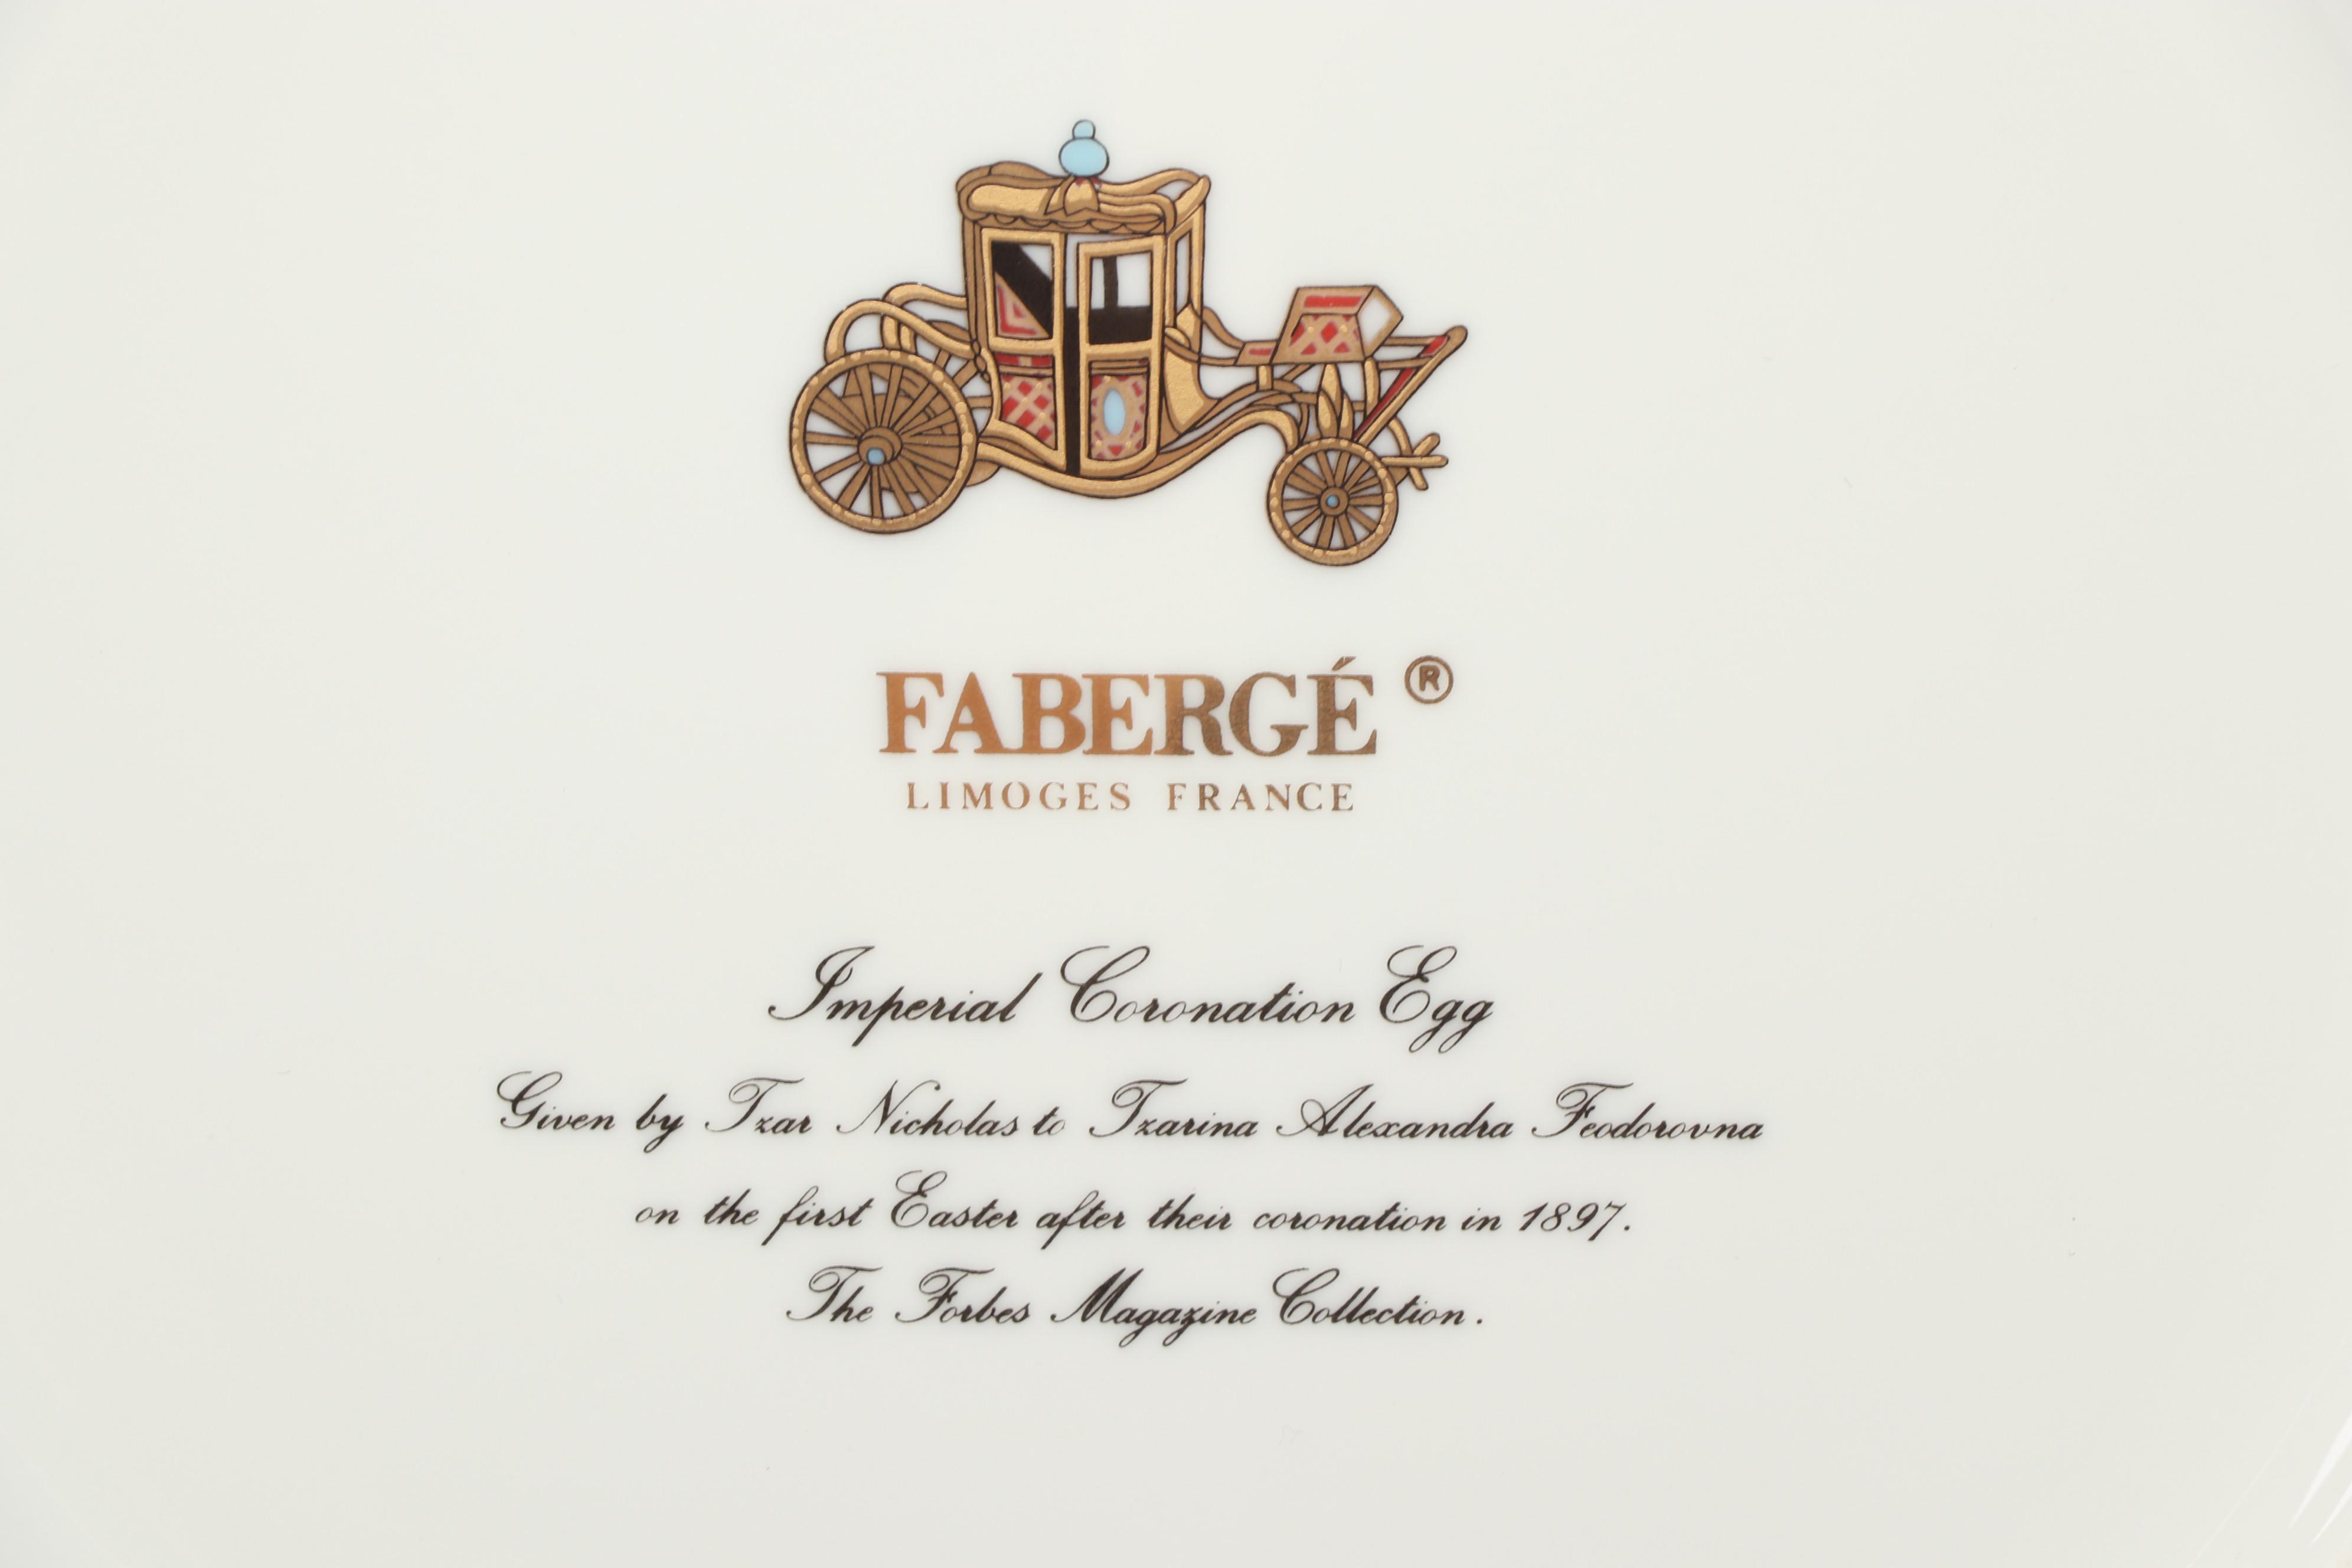 FABERGÉ ®
LIMOGES FRANCE
Imperial Coronation Egg
Given by Tzar Nicholas to Tzarina Alexandra Feodorovna
on the first Easter after their coronation in 1897.
The Forbes Magazine Collection.